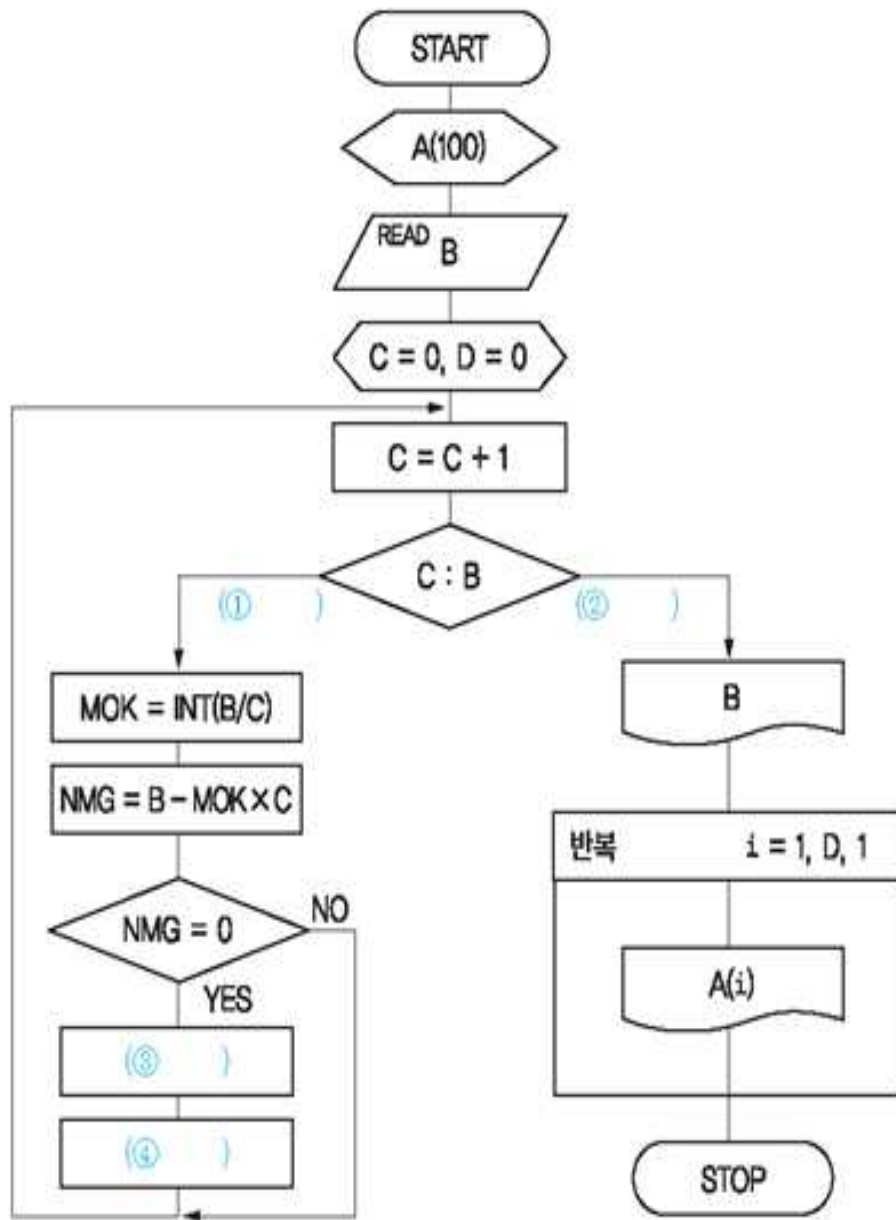 START
A(100)
READ B
C = 0, D = 0
C = C + 1
C : B
(① )
(② )
MOK = INT(B/C)
NMG = B − MOK × C
NMG = 0
NO
YES
(③ )
(④ )
B
반복 i = 1, D, 1
A(i)
STOP